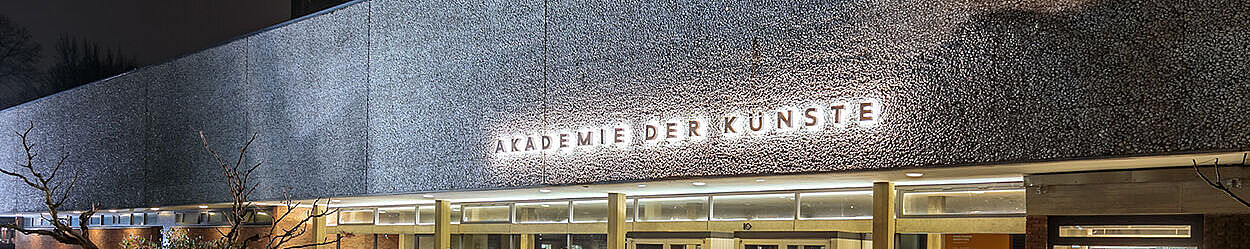 AKADEMIE DER KÜNSTE